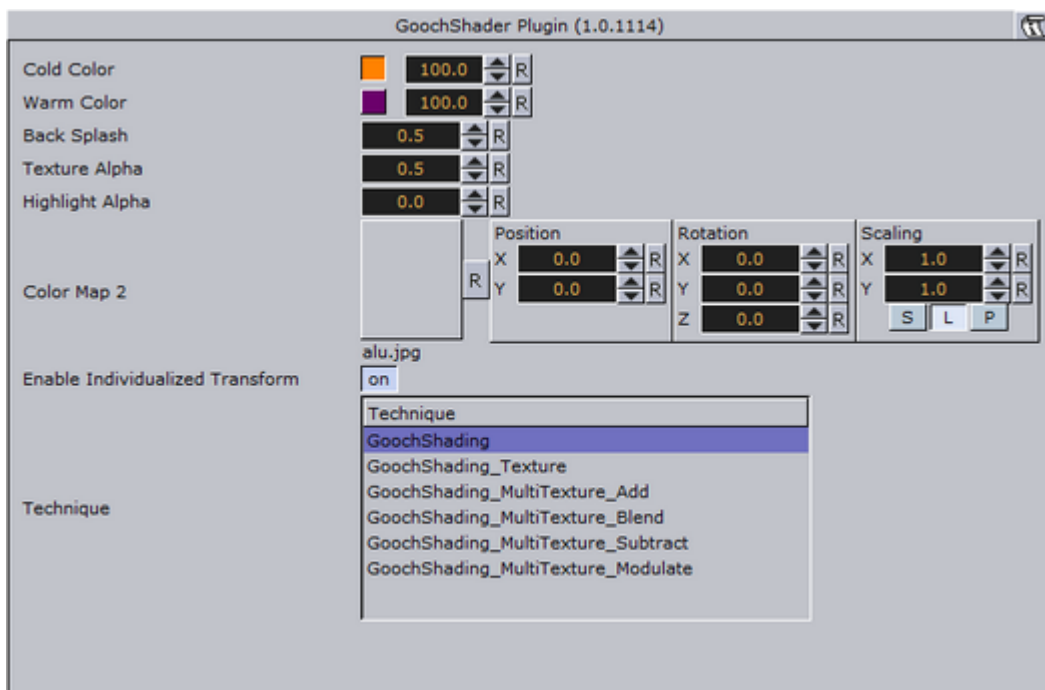 GoochShader Plugin (1.0.1114)
Cold Color 100.0 R
Warm Color 100.0 R
Back Splash 0.5 R
Texture Alpha 0.5 R
Highlight Alpha 0.0 R
Position Rotation Scaling
X 0.0 R X 0.0 R X 1.0 R
Color Map 2 R Y 0.0 R Y 0.0 R Y 1.0 R
Z 0.0 R S L P
alu.jpg
Enable Individualized Transform on
Technique
GoochShading
GoochShading_Texture
GoochShading_MultiTexture_Add
Technique
GoochShading_MultiTexture_Blend
GoochShading_MultiTexture_Subtract
GoochShading_MultiTexture_Modulate